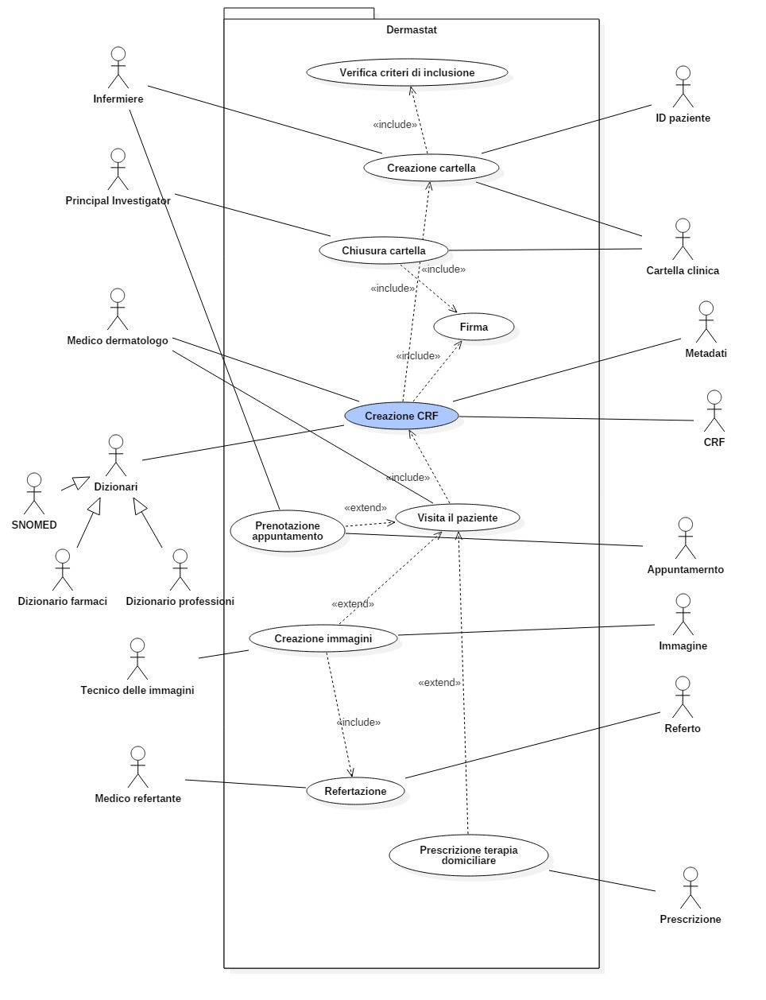 Dermastat
Verifica criteri di inclusione
Infermiere
ID paziente
«include»
Creazione cartella
Principal Investigator
Chiusura cartella
Cartella clinica
«include»
«include»
Firma
Medico dermatologo
Metadati
«include»
Creazione CRF
CRF
Dizionari
«include»
SNOMED
«extend»
Visita il paziente
Prenotazione
appuntamento
Appuntamernto
Dizionario farmaci
Dizionario professioni
«extend»
Creazione immagini
Immagine
Tecnico delle immagini
«extend»
«include»
Referto
Medico refertante
Refertazione
Prescrizione terapia
domiciliare
Prescrizione